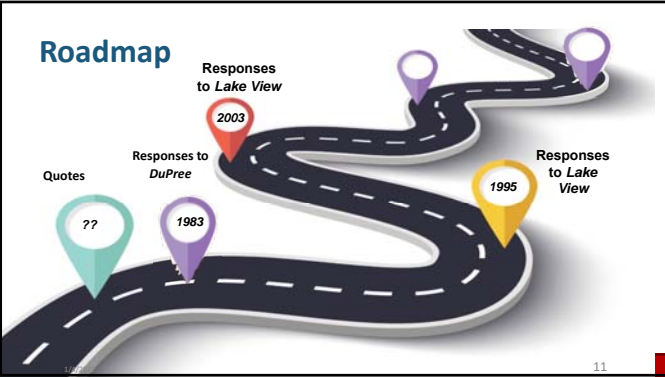 Roadmap
Responses
to Lake View
2003
Responses to
DuPree
Quotes
??
1983
Responses
to Lake
View
1995
11